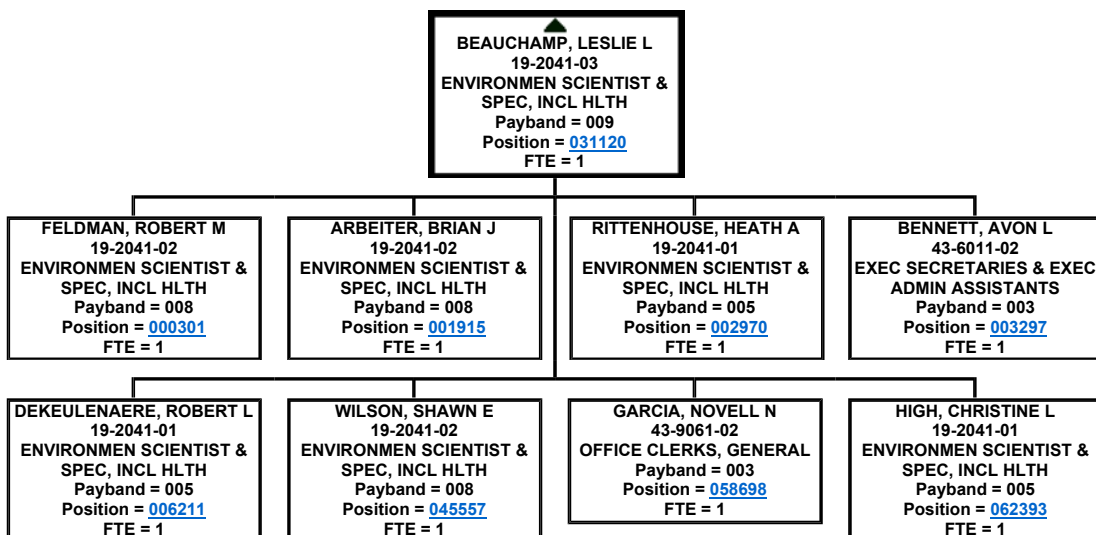 BEAUCHAMP, LESLIE L
19-2041-03
ENVIRONMEN SCIENTIST &
SPEC, INCL HLTH
Payband = 009
Position = 031120
FTE = 1
FELDMAN, ROBERT M
19-2041-02
ENVIRONMEN SCIENTIST &
SPEC, INCL HLTH
Payband = 008
Position = 000301
FTE = 1
ARBEITER, BRIAN J
19-2041-02
ENVIRONMEN SCIENTIST &
SPEC, INCL HLTH
Payband = 008
Position = 001915
FTE = 1
RITTENHOUSE, HEATH A
19-2041-01
ENVIRONMEN SCIENTIST &
SPEC, INCL HLTH
Payband = 005
Position = 002970
FTE = 1
BENNETT, AVON L
43-6011-02
EXEC SECRETARIES & EXEC
ADMIN ASSISTANTS
Payband = 003
Position = 003297
FTE = 1
DEKEULENAERE, ROBERT L
19-2041-01
ENVIRONMEN SCIENTIST &
SPEC, INCL HLTH
Payband = 005
Position = 006211
FTE = 1
WILSON, SHAWN E
19-2041-02
ENVIRONMEN SCIENTIST &
SPEC, INCL HLTH
Payband = 008
Position = 045557
FTE = 1
GARCIA, NOVELL N
43-9061-02
OFFICE CLERKS, GENERAL
Payband = 003
Position = 058698
FTE = 1
HIGH, CHRISTINE L
19-2041-01
ENVIRONMEN SCIENTIST &
SPEC, INCL HLTH
Payband = 005
Position = 062393
FTE = 1